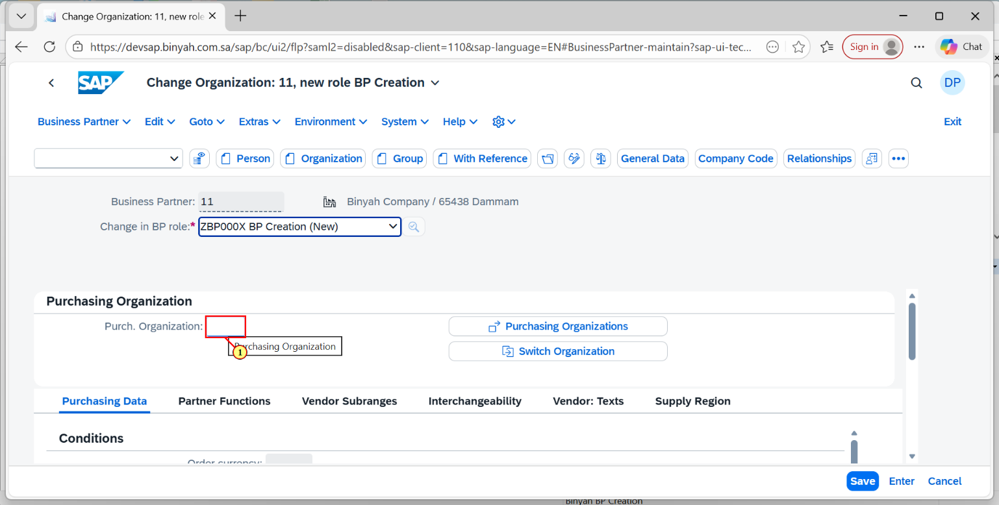 Change Organization: 11, new role
https://devsap.binyah.com.sa/sap/bc/ui2/flp?saml2=disabled&sap-client=110&sap-language=EN#BusinessPartner-maintain?sap-ui-tec...
Sign in
Chat
SAP
Change Organization: 11, new role BP Creation
DP
Business Partner
Edit
Goto
Extras
Environment
System
Help
Exit
Person
Organization
Group
With Reference
General Data
Company Code
Relationships
Business Partner: 11
Binyah Company / 65438 Dammam
Change in BP role:* ZBP000X BP Creation (New)
Purchasing Organization
Purch. Organization:
Purchasing Organizations
1
rchasing Organization
Switch Organization
Purchasing Data
Partner Functions
Vendor Subranges
Interchangeability
Vendor: Texts
Supply Region
Conditions
Order currency:
Save
Enter
Cancel
Binyah BP Creation